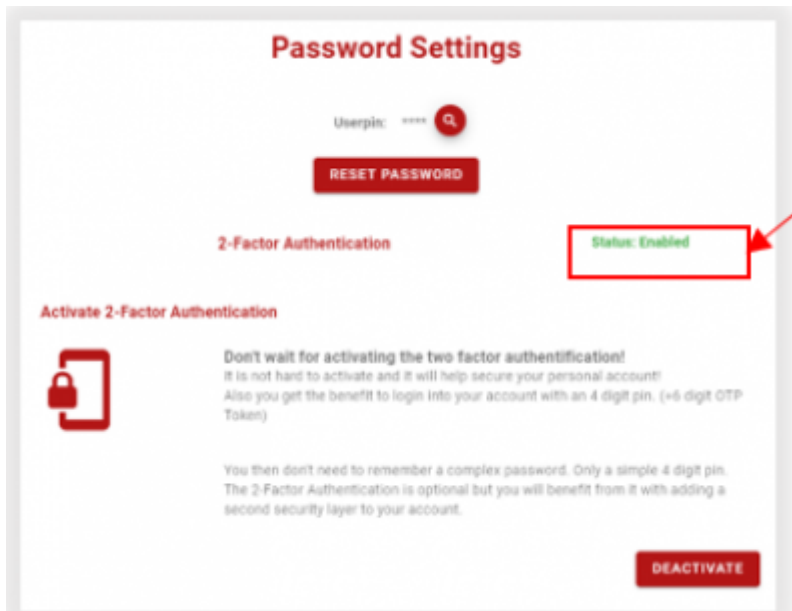 Password Settings
Userpin: ****
RESET PASSWORD
2-Factor Authentication
Status: Enabled
Activate 2-Factor Authentication
Don't wait for activating the two factor authentification!
It is not hard to activate and it will help secure your personal account!
Also you get the benefit to login into your account with an 4 digit pin. (+6 digit OTP
Token)
You then don't need to remember a complex password. Only a simple 4 digit pin.
The 2-Factor Authentication is optional but you will benefit from it with adding a
second security layer to your account.
DEACTIVATE